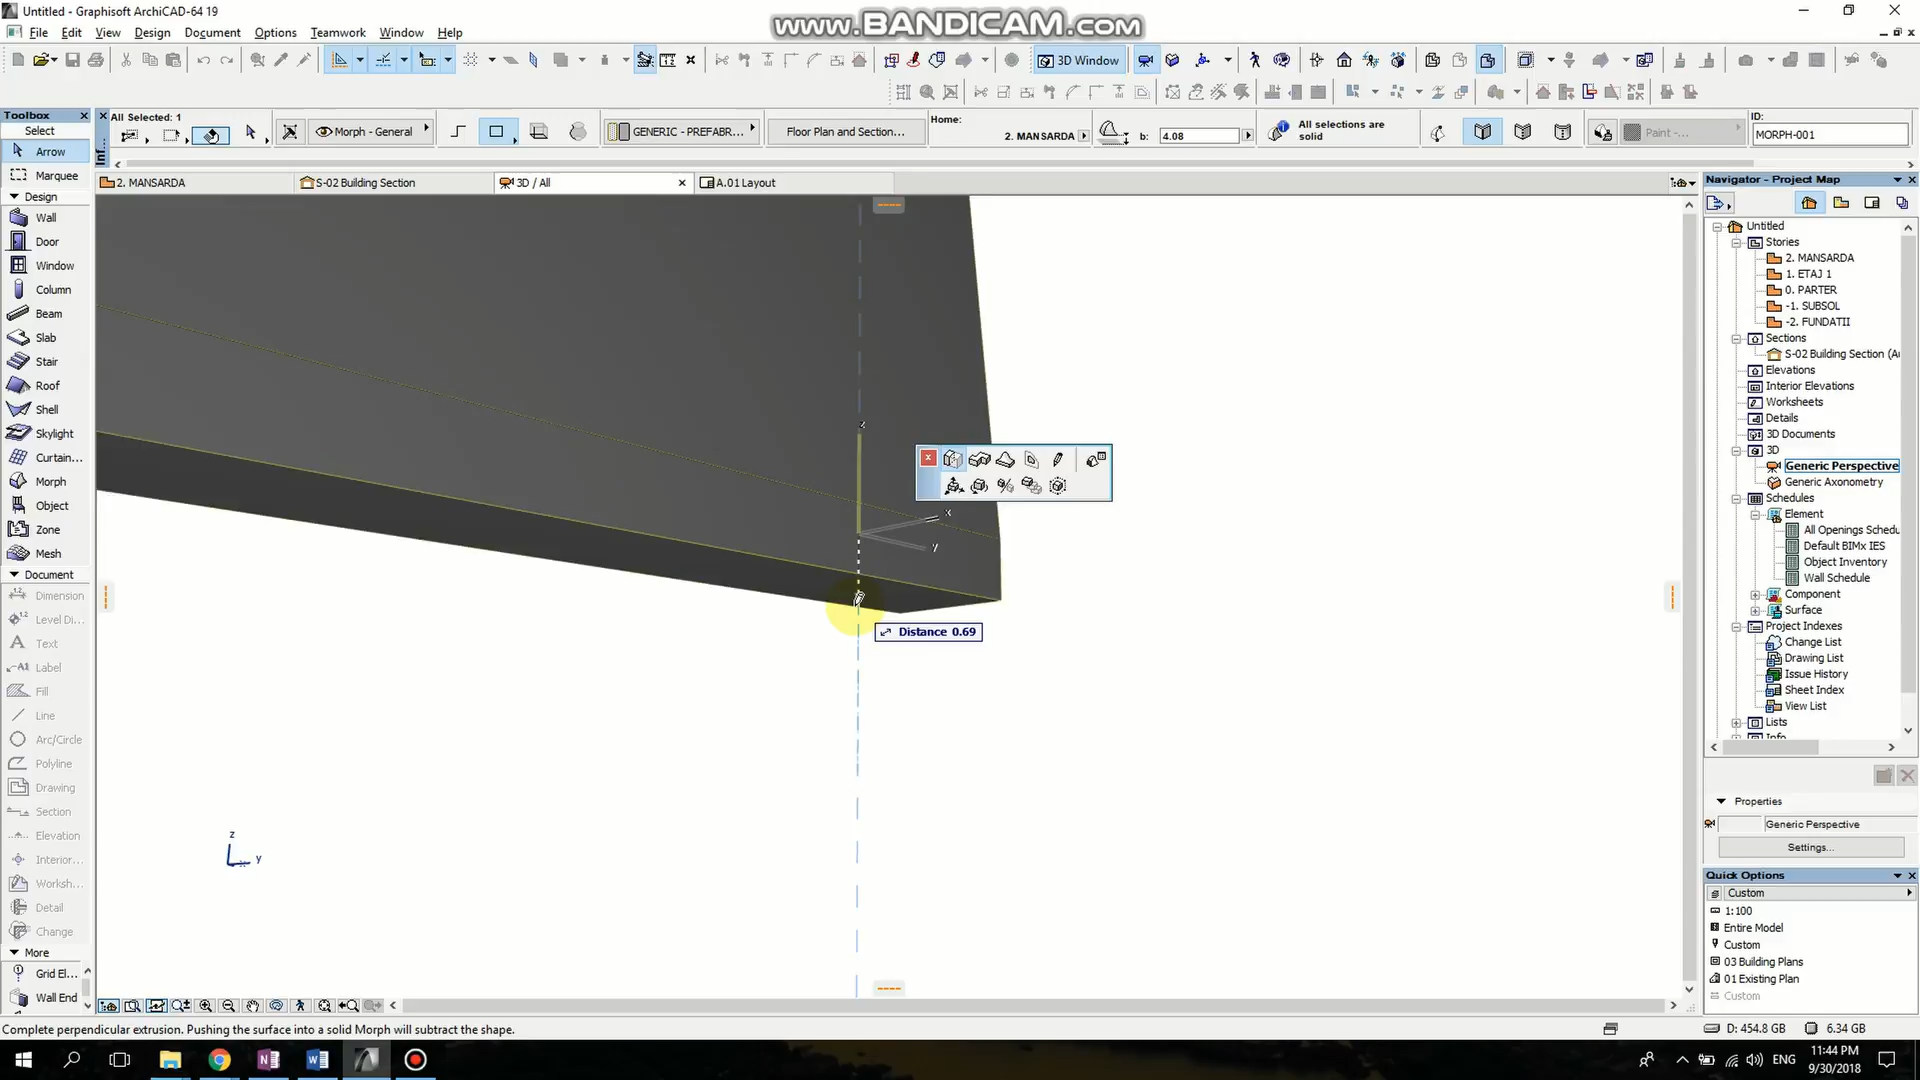 Untitled - Graphisoft ArchiCAD-64 19
www.BANDICAM.com
File Edit View Design Document Options Teamwork Window Help
3D Window
Toolbox
Select
Arrow
Marquee
Design
Wall
Door
Window
Column
Beam
Slab
Stair
Roof
Shell
Skylight
Curtain...
Morph
Object
Zone
Mesh
Document
Dimension
Level Di...
Text
Label
Fill
Line
Arc/Circle
Polyline
Drawing
Section
Elevation
Interior...
Worksh...
Detail
Change
More
Grid El...
Wall End
Inf...
All Selected: 1
Morph - General
GENERIC - PREFABR...
Floor Plan and Section...
Home:
2. MANSARDA
b: 4.08
All selections are
solid
Paint -...
ID:
MORPH-001
2. MANSARDA
S-02 Building Section
3D / All
A.01 Layout
z
x
y
Distance 0.69
z
y
Navigator - Project Map
Untitled
Stories
2. MANSARDA
1. ETAJ 1
0. PARTER
-1. SUBSOL
-2. FUNDATII
Sections
S-02 Building Section (Au
Elevations
Interior Elevations
Worksheets
Details
3D Documents
3D
Generic Perspective
Generic Axonometry
Schedules
Element
All Openings Schedu
Default BIMx IES
Object Inventory
Wall Schedule
Component
Surface
Project Indexes
Change List
Drawing List
Issue History
Sheet Index
View List
Lists
Info
Properties
Generic Perspective
Settings...
Quick Options
Custom
1:100
Entire Model
Custom
03 Building Plans
01 Existing Plan
Custom
Complete perpendicular extrusion. Pushing the surface into a solid Morph will subtract the shape.
D: 454.8 GB
6.34 GB
ENG
11:44 PM
9/30/2018